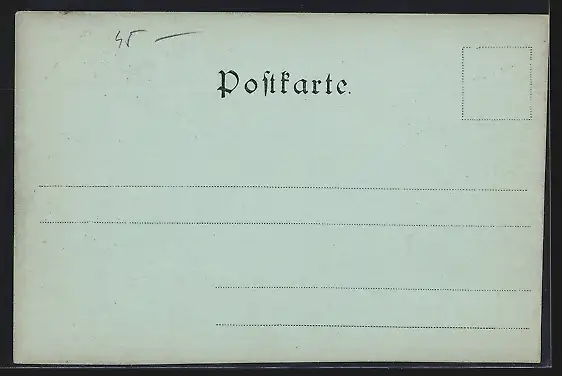 45 —
Postkarte.